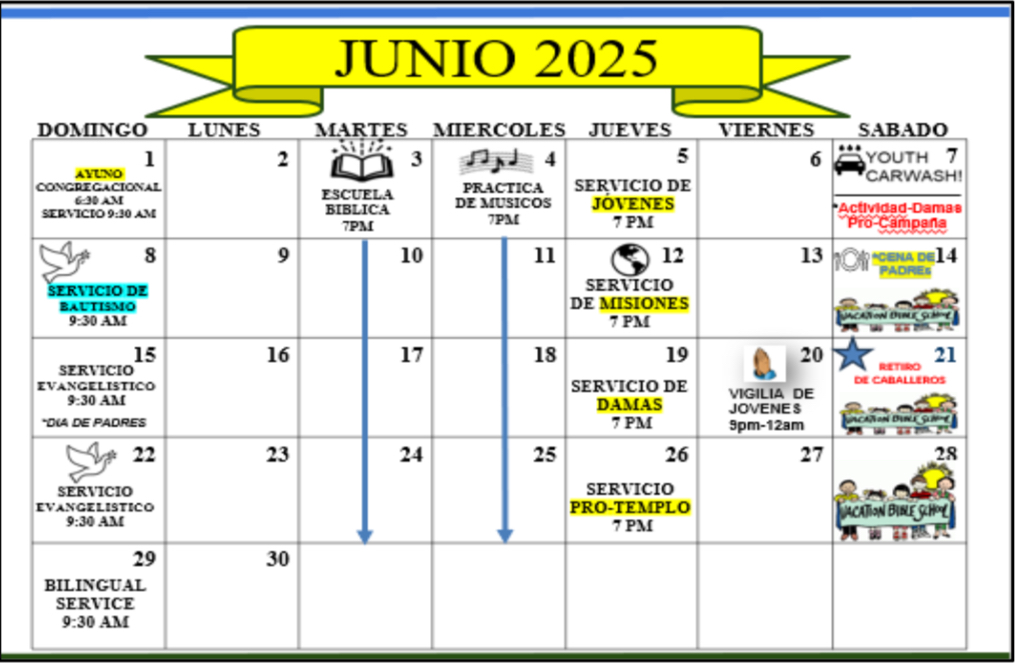 JUNIO 2025
DOMINGO LUNES MARTES MIERCOLES JUEVES VIERNES SABADO
1
AYUNO
CONGREGACIONAL
6:30 AM
SERVICIO 9:30 AM
2
3
ESCUELA
BIBLICA
7PM
4
PRACTICA
DE MUSICOS
7PM
5
SERVICIO DE
JÓVENES
7 PM
6
YOUTH 7
CARWASH!
*Actividad-Damas
Pro-Campaña
8
SERVICIO DE
BAUTISMO
9:30 AM
9
10
11
12
SERVICIO
DE MISIONES
7 PM
13
14
*CENA DE
PADREs
VACATION BIBLE SCHOOL
15
SERVICIO
EVANGELISTICO
9:30 AM
*DIA DE PADRES
16
17
18
19
SERVICIO DE
DAMAS
7 PM
20
VIGILIA DE
JOVENES
9pm-12am
21
RETIRO
DE CABALLEROS
VACATION BIBLE SCHOOL
22
SERVICIO
EVANGELISTICO
9:30 AM
23
24
25
26
SERVICIO
PRO-TEMPLO
7 PM
27
28
VACATION BIBLE SCHOOL
29
BILINGUAL
SERVICE
9:30 AM
30